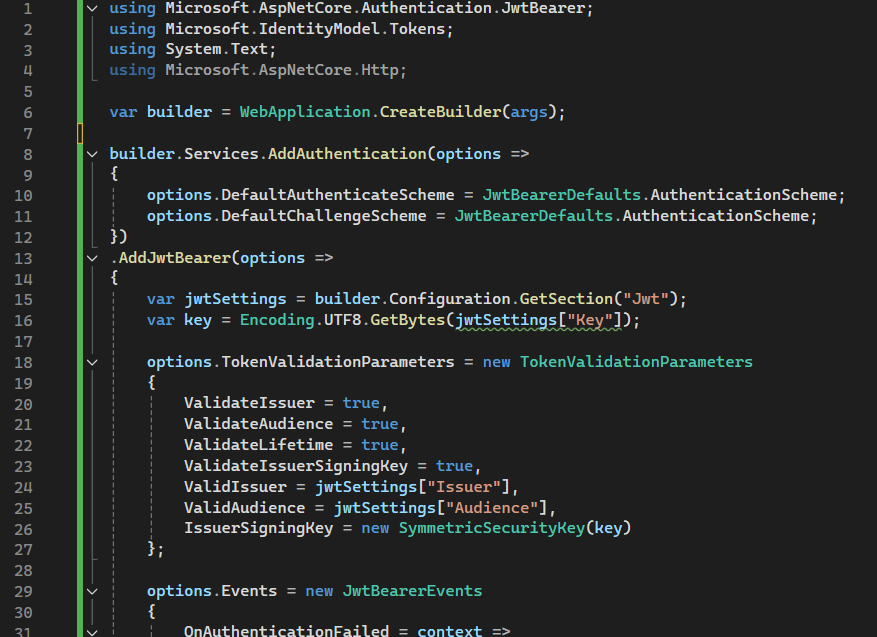 1 using Microsoft.AspNetCore.Authentication.JwtBearer;
2 using Microsoft.IdentityModel.Tokens;
3 using System.Text;
4 using Microsoft.AspNetCore.Http;
5
6 var builder = WebApplication.CreateBuilder(args);
7
8 builder.Services.AddAuthentication(options =>
9 {
10     options.DefaultAuthenticateScheme = JwtBearerDefaults.AuthenticationScheme;
11     options.DefaultChallengeScheme = JwtBearerDefaults.AuthenticationScheme;
12 })
13 .AddJwtBearer(options =>
14 {
15     var jwtSettings = builder.Configuration.GetSection("Jwt");
16     var key = Encoding.UTF8.GetBytes(jwtSettings["Key"]);
17
18     options.TokenValidationParameters = new TokenValidationParameters
19     {
20         ValidateIssuer = true,
21         ValidateAudience = true,
22         ValidateLifetime = true,
23         ValidateIssuerSigningKey = true,
24         ValidIssuer = jwtSettings["Issuer"],
25         ValidAudience = jwtSettings["Audience"],
26         IssuerSigningKey = new SymmetricSecurityKey(key)
27     };
28
29     options.Events = new JwtBearerEvents
30     {
31         OnAuthenticationFailed = context =>